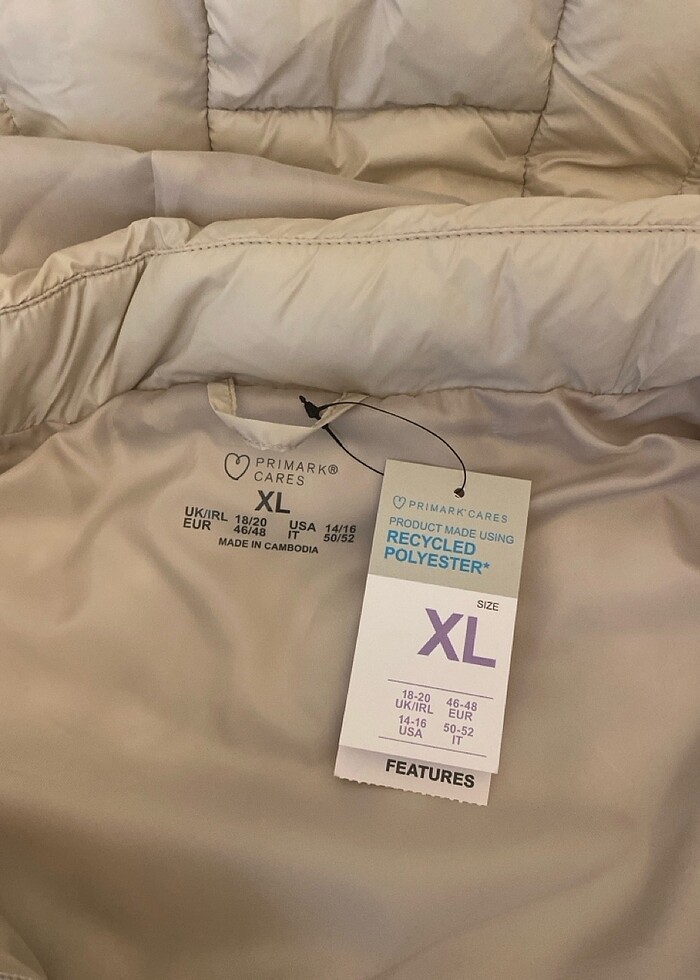 PRIMARK®
CARES
XL
UK/IRL 18/20 USA 14/16
EUR 46/48 IT 50/52
MADE IN CAMBODIA
PRIMARK™CARES
PRODUCT MADE USING
RECYCLED
POLYESTER*
SIZE
XL
18-20 46-48
UK/IRL EUR
14-16 50-52
USA IT
FEATURES